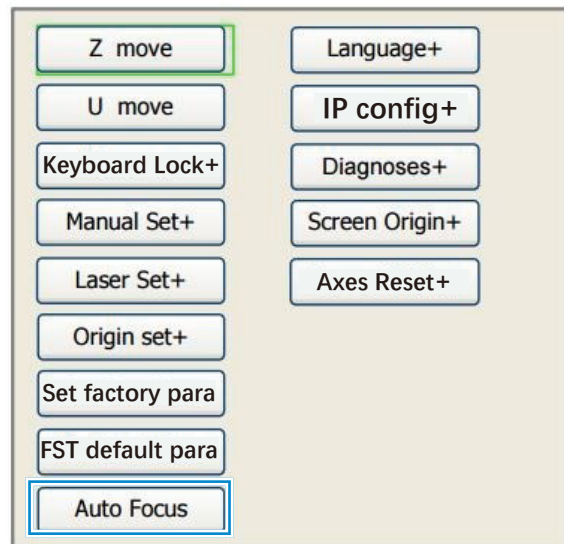 Z move
U move
Keyboard Lock+
Manual Set+
Laser Set+
Origin set+
Set factory para
FST default para
Auto Focus
Language+
IP config+
Diagnoses+
Screen Origin+
Axes Reset+